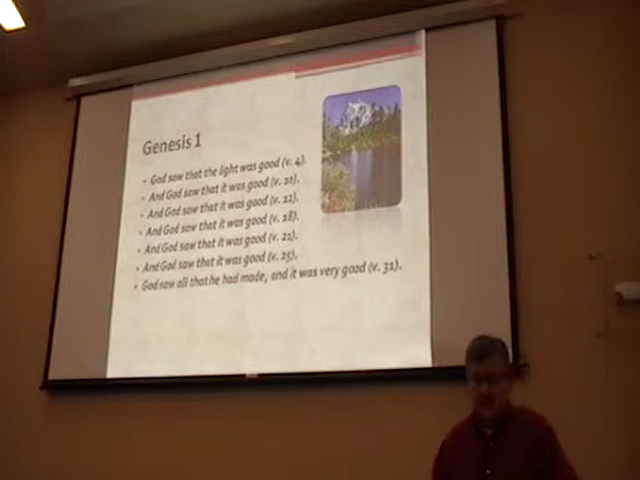 Genesis 1
• God saw that the light was good (v. 4).
• And God saw that it was good (v. 10).
• And God saw that it was good (v. 12).
• And God saw that it was good (v. 18).
• And God saw that it was good (v. 21).
• And God saw that it was good (v. 25).
• God saw all that he had made, and it was very good (v. 31).